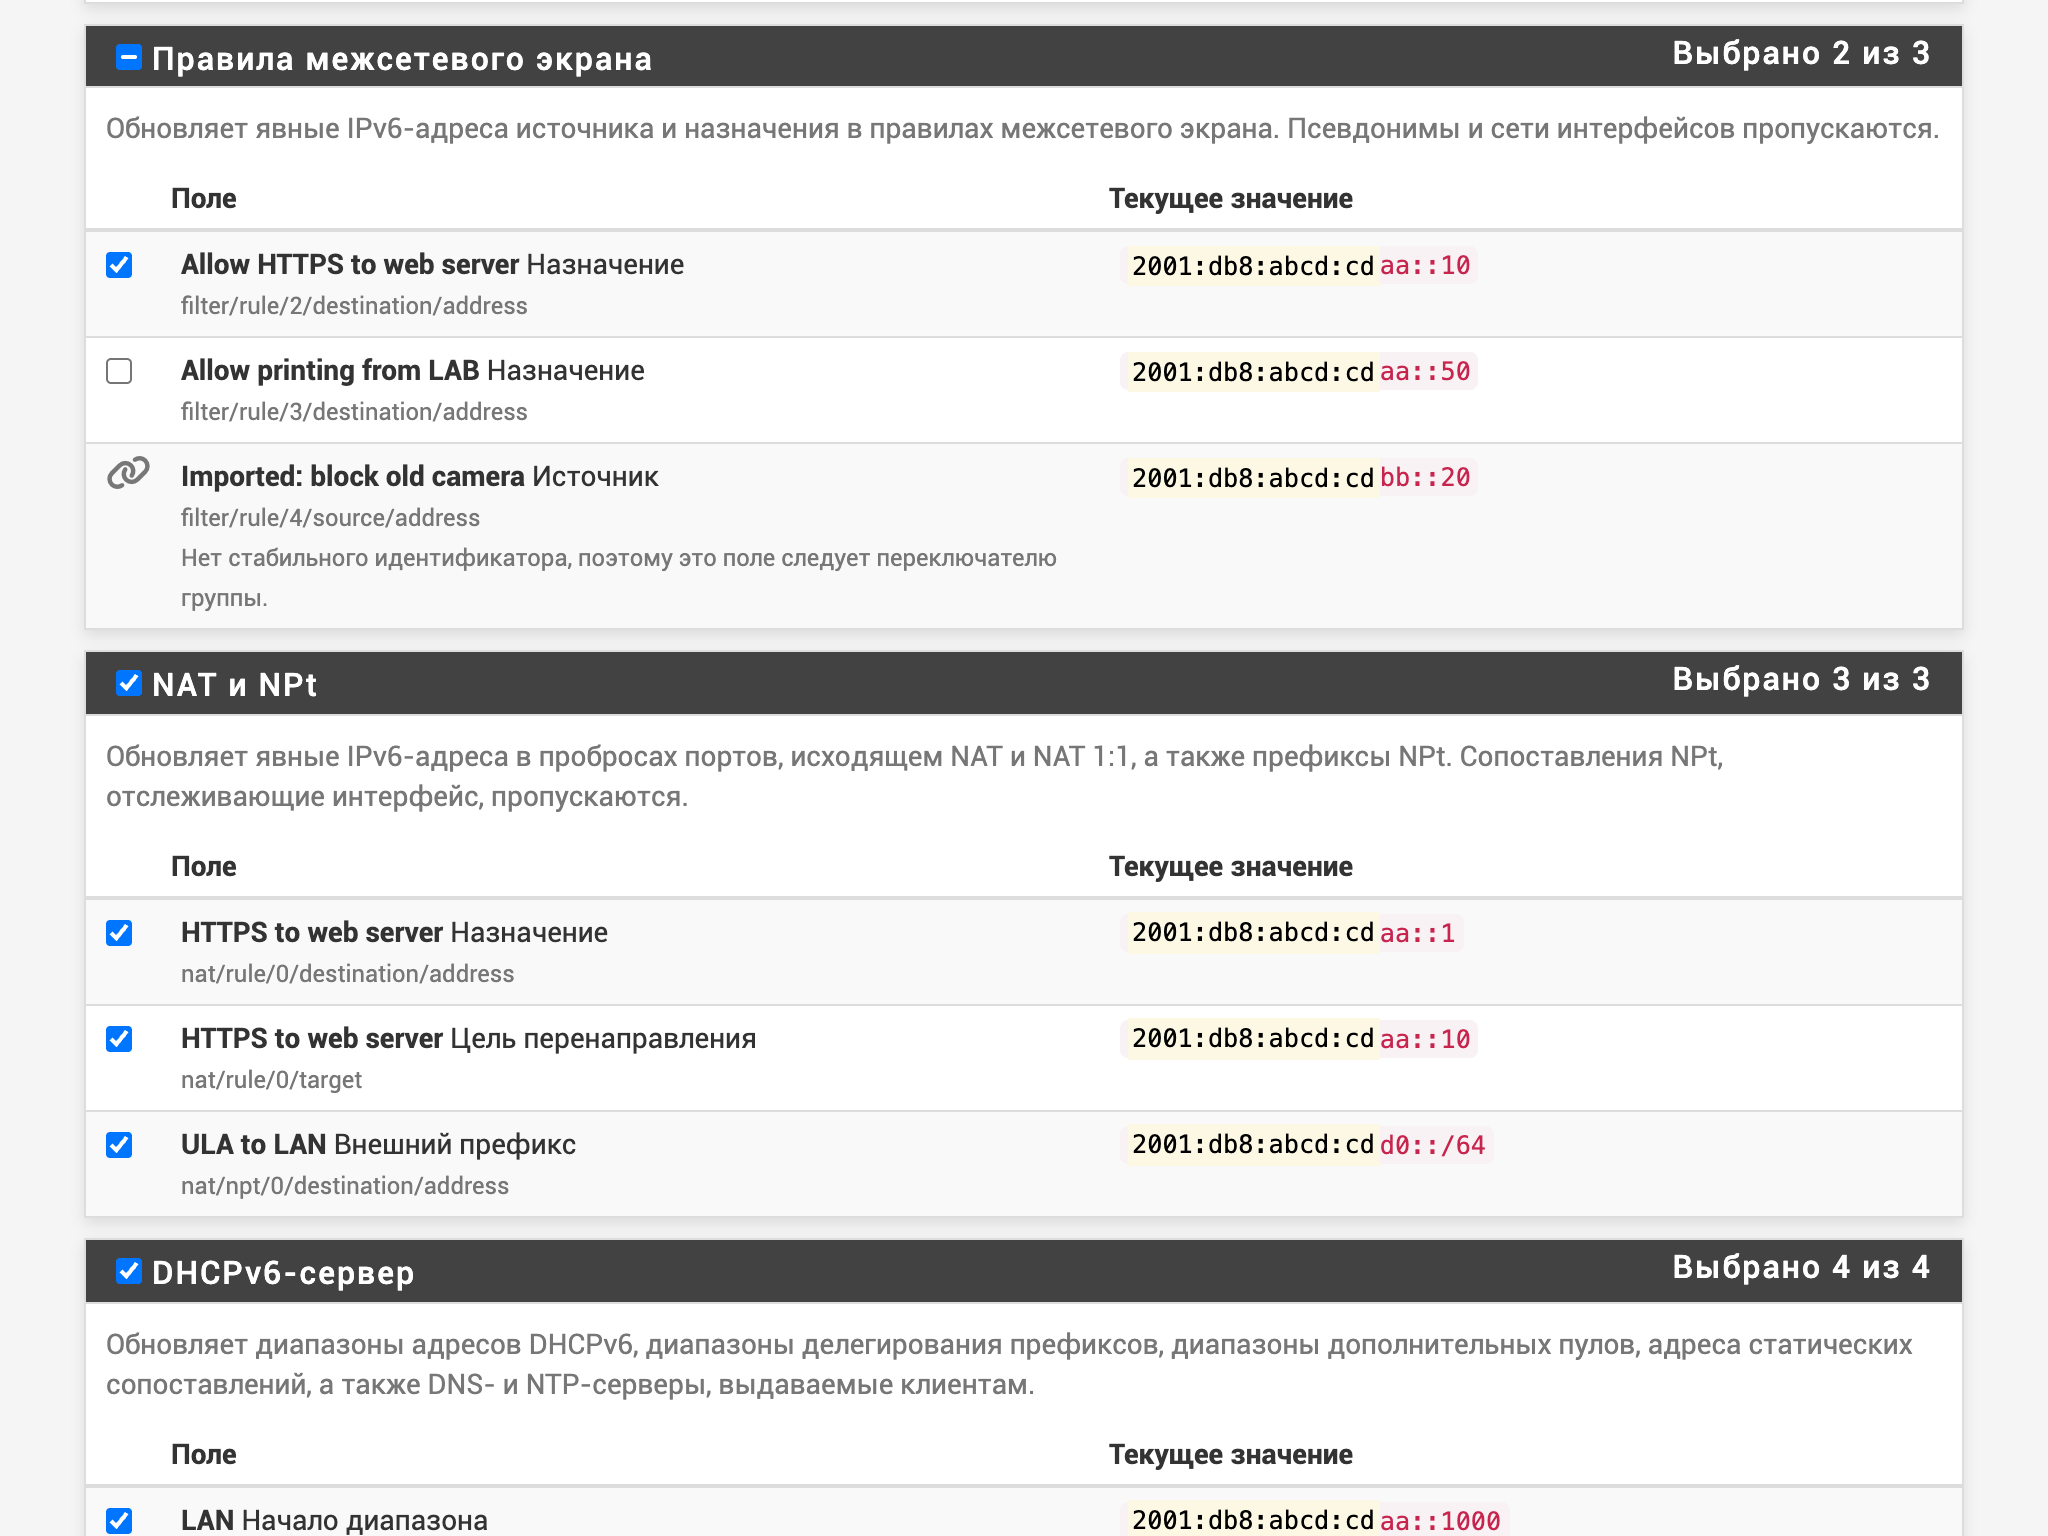 Правила межсетевого экрана
Выбрано 2 из 3
Обновляет явные IPv6-адреса источника и назначения в правилах межсетевого экрана. Псевдонимы и сети интерфейсов пропускаются.
Поле
Текущее значение
Allow HTTPS to web server Назначение
2001:db8:abcd:cdaa::10
filter/rule/2/destination/address
Allow printing from LAB Назначение
2001:db8:abcd:cdaa::50
filter/rule/3/destination/address
Imported: block old camera Источник
2001:db8:abcd:cdbb::20
filter/rule/4/source/address
Нет стабильного идентификатора, поэтому это поле следует переключателю
группы.
NAT и NPt
Выбрано 3 из 3
Обновляет явные IPv6-адреса в пробросах портов, исходящем NAT и NAT 1:1, а также префиксы NPt. Сопоставления NPt,
отслеживающие интерфейс, пропускаются.
Поле
Текущее значение
HTTPS to web server Назначение
2001:db8:abcd:cdaa::1
nat/rule/0/destination/address
HTTPS to web server Цель перенаправления
2001:db8:abcd:cdaa::10
nat/rule/0/target
ULA to LAN Внешний префикс
2001:db8:abcd:cdd0::/64
nat/npt/0/destination/address
DHCPv6-сервер
Выбрано 4 из 4
Обновляет диапазоны адресов DHCPv6, диапазоны делегирования префиксов, диапазоны дополнительных пулов, адреса статических
сопоставлений, а также DNS- и NTP-серверы, выдаваемые клиентам.
Поле
Текущее значение
LAN Начало диапазона
2001:db8:abcd:cdaa::1000